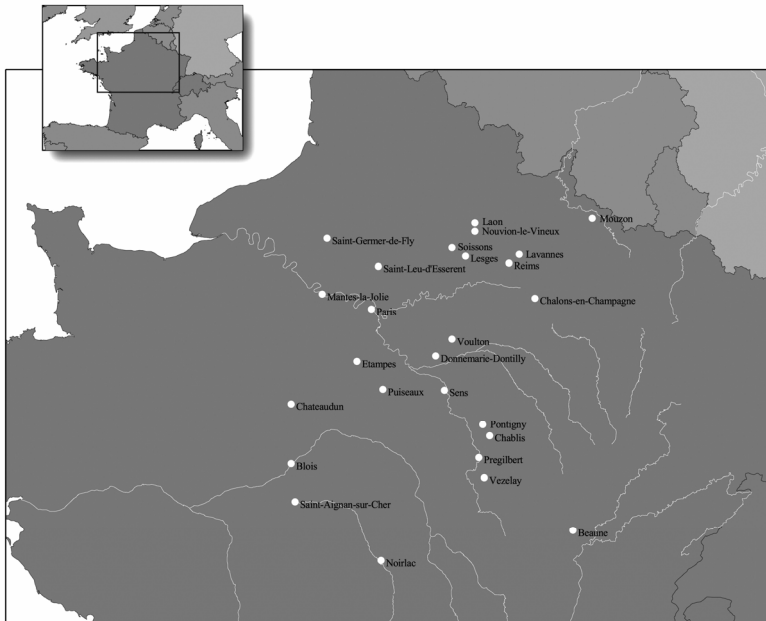 Laon
Mouzon
Nouvion-le-Vineux
Saint-Germer-de-Fly
Soissons
Lavannes
Lesges
Reims
Saint-Leu-d'Esserent
Mantes-la-Jolie
Chalons-en-Champagne
Paris
Voulton
Donnemarie-Dontilly
Etampes
Puiseaux
Sens
Chateaudun
Pontigny
Chablis
Pregilbert
Blois
Vezelay
Saint-Aignan-sur-Cher
Beaune
Noirlac